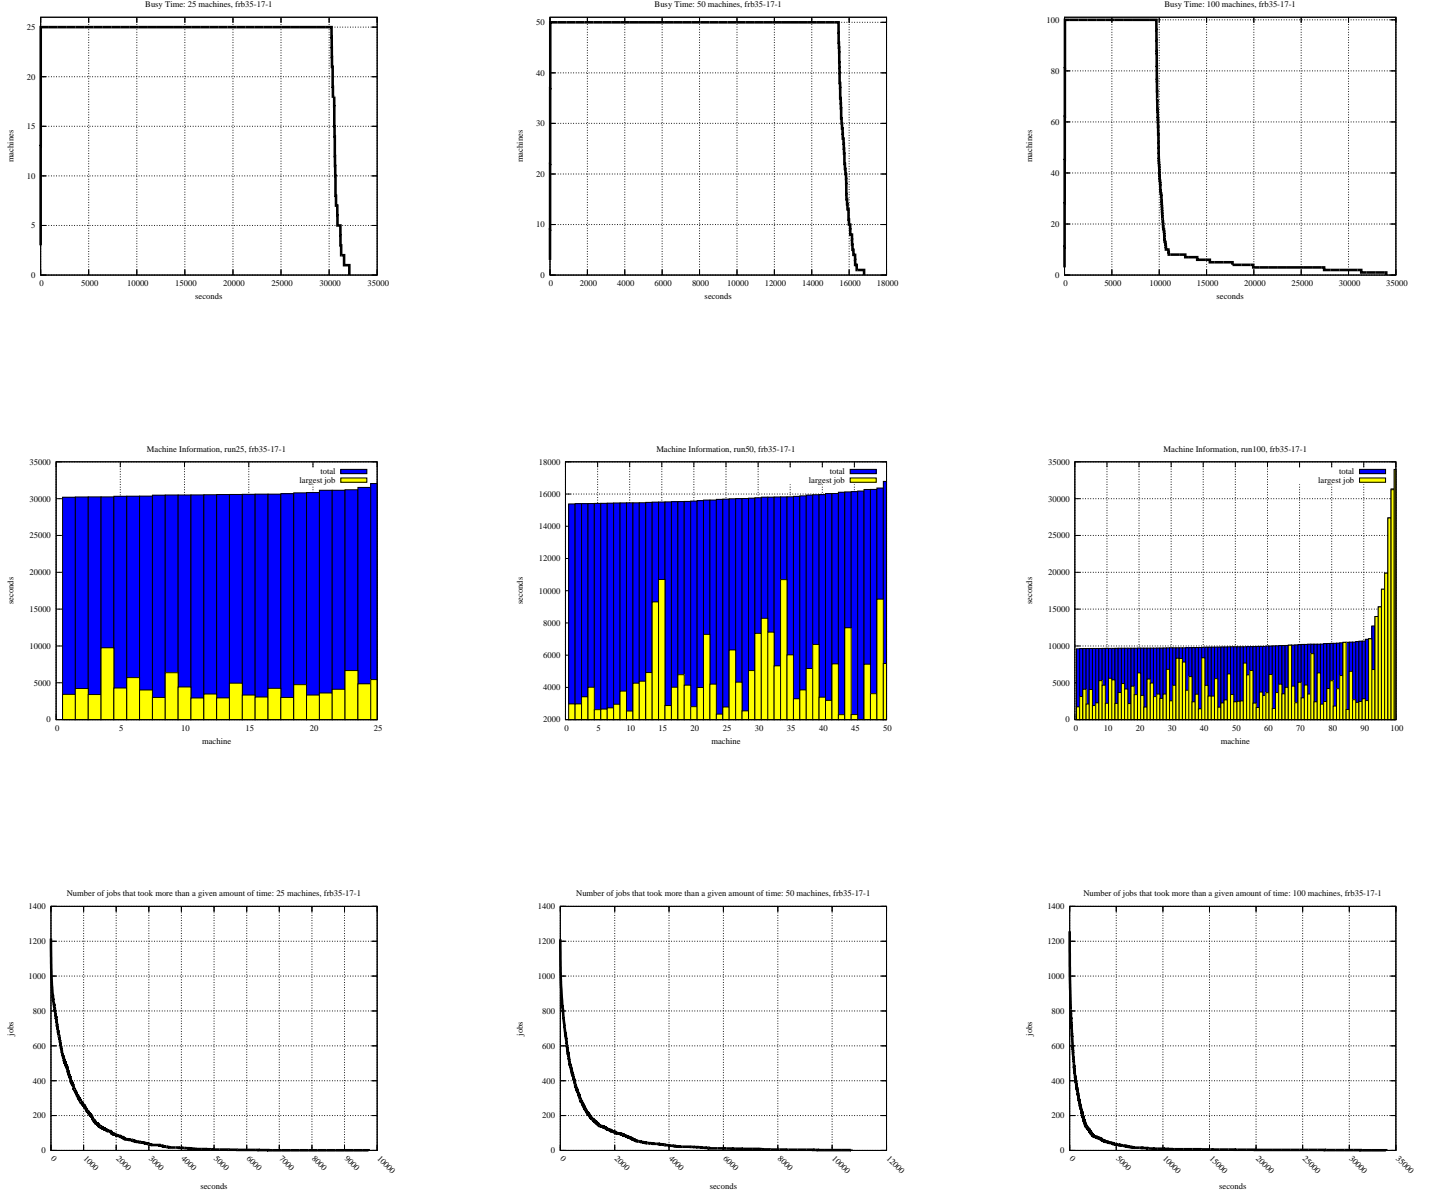 Busy Time: 25 machines, frb35-17-1
25
20
15
10
5
0
machines
0 5000 10000 15000 20000 25000 30000 35000
seconds
Busy Time: 50 machines, frb35-17-1
50
40
30
20
10
0
machines
0 2000 4000 6000 8000 10000 12000 14000 16000 18000
seconds
Busy Time: 100 machines, frb35-17-1
100
80
60
40
20
0
machines
0 5000 10000 15000 20000 25000 30000 35000
seconds
Machine Information, run25, frb35-17-1
35000
30000
25000
20000
15000
10000
5000
0
seconds
total
largest job
0 5 10 15 20 25
machine
Machine Information, run50, frb35-17-1
18000
16000
14000
12000
10000
8000
6000
4000
2000
seconds
total
largest job
0 5 10 15 20 25 30 35 40 45 50
machine
Machine Information, run100, frb35-17-1
35000
30000
25000
20000
15000
10000
5000
0
seconds
total
largest job
0 10 20 30 40 50 60 70 80 90 100
machine
Number of jobs that took more than a given amount of time: 25 machines, frb35-17-1
1400
1200
1000
800
600
400
200
0
jobs
0 1000 2000 3000 4000 5000 6000 7000 8000 9000 10000
seconds
Number of jobs that took more than a given amount of time: 50 machines, frb35-17-1
1400
1200
1000
800
600
400
200
0
jobs
0 2000 4000 6000 8000 10000 12000
seconds
Number of jobs that took more than a given amount of time: 100 machines, frb35-17-1
1400
1200
1000
800
600
400
200
0
jobs
0 5000 10000 15000 20000 25000 30000 35000
seconds